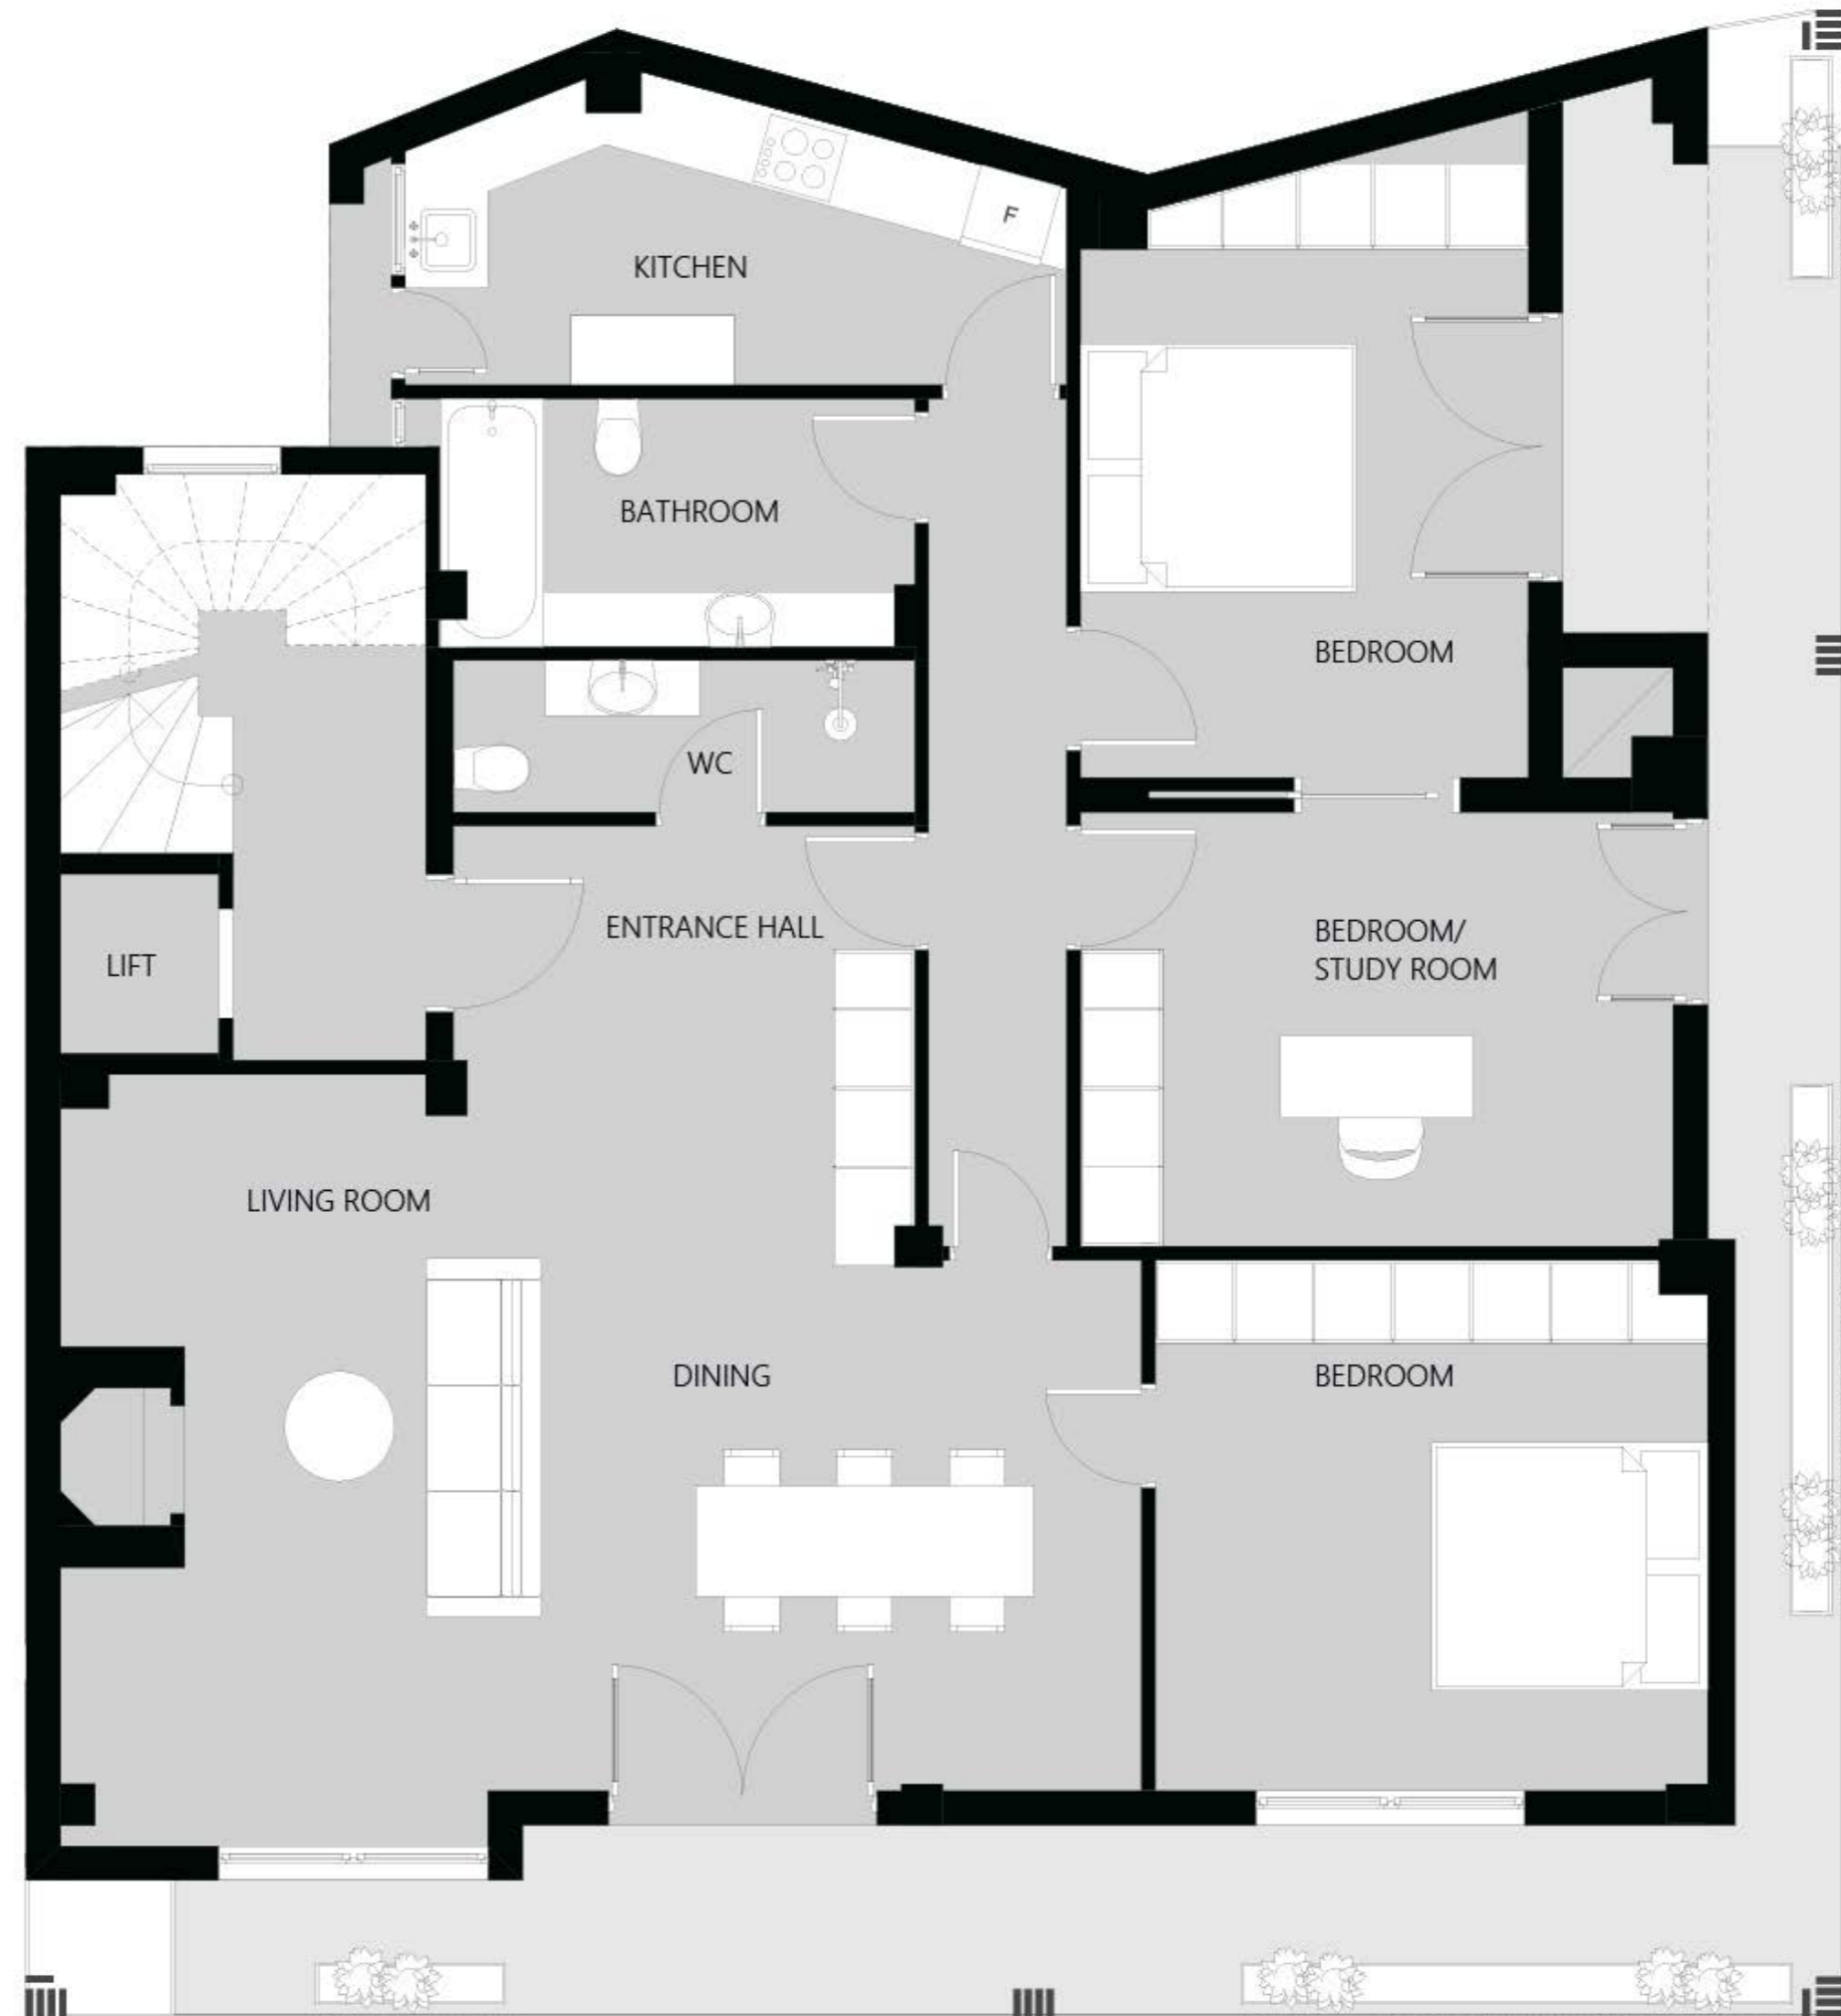 F
KITCHEN
BATHROOM
BEDROOM
WC
ENTRANCE HALL
BEDROOM/
STUDY ROOM
LIFT
LIVING ROOM
DINING
BEDROOM